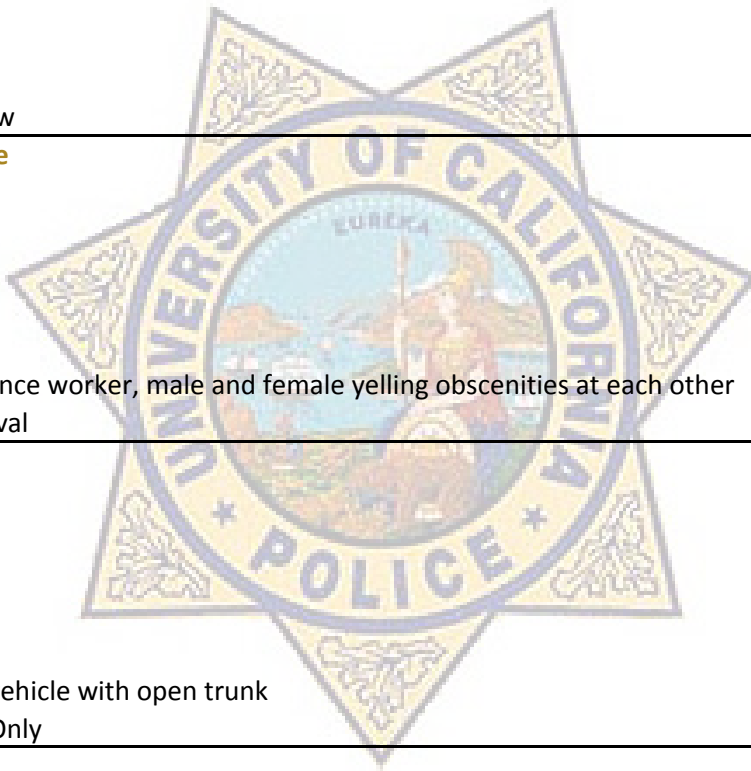 w
e
UNIVERSITY OF CALIFORNIA
EUREKA
nce worker, male and female yelling obscenities at each other
val
POLICE
ehicle with open trunk
Only